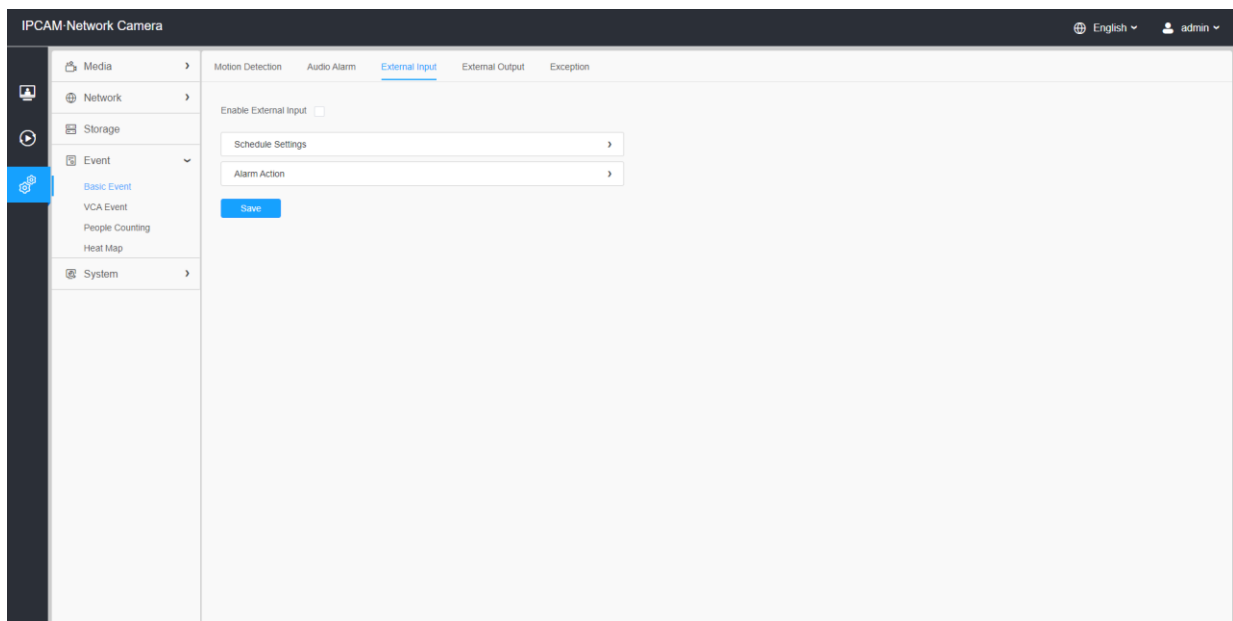 IPCAM·Network Camera
English
admin
Media
Network
Storage
Event
Basic Event
VCA Event
People Counting
Heat Map
System
Motion Detection
Audio Alarm
External Input
External Output
Exception
Enable External Input
Schedule Settings
Alarm Action
Save